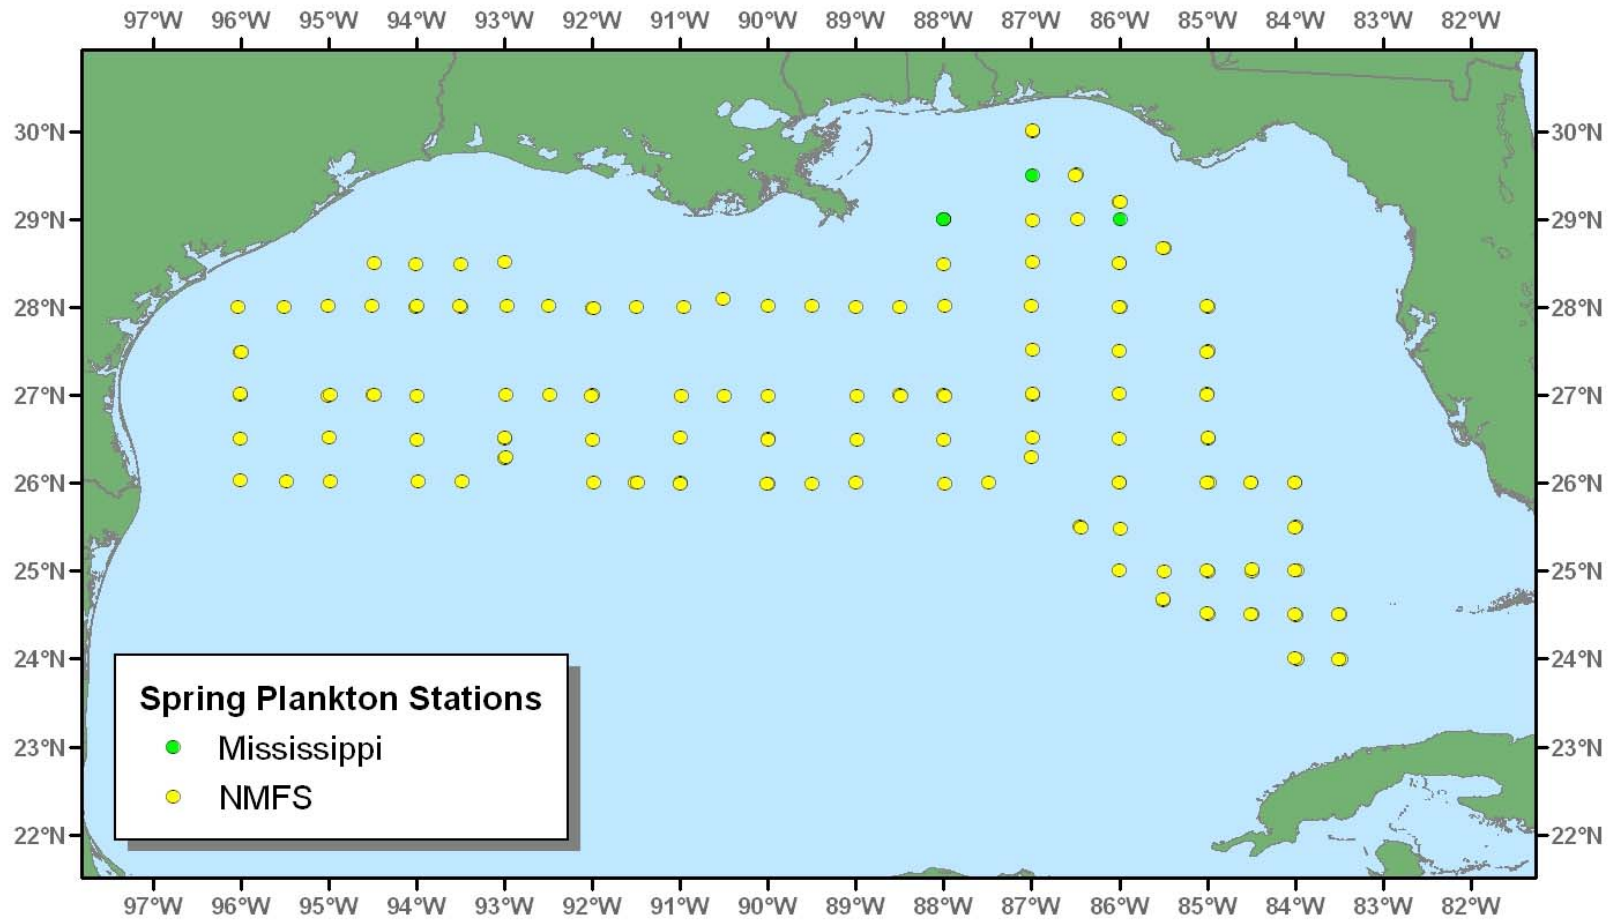 97°W 96°W 95°W 94°W 93°W 92°W 91°W 90°W 89°W 88°W 87°W 86°W 85°W 84°W 83°W 82°W
30°N 30°N
29°N 29°N
28°N 28°N
27°N 27°N
26°N 26°N
25°N 25°N
24°N 24°N
Spring Plankton Stations
Mississippi
23°N 23°N
NMFS
22°N 22°N
97°W 96°W 95°W 94°W 93°W 92°W 91°W 90°W 89°W 88°W 87°W 86°W 85°W 84°W 83°W 82°W